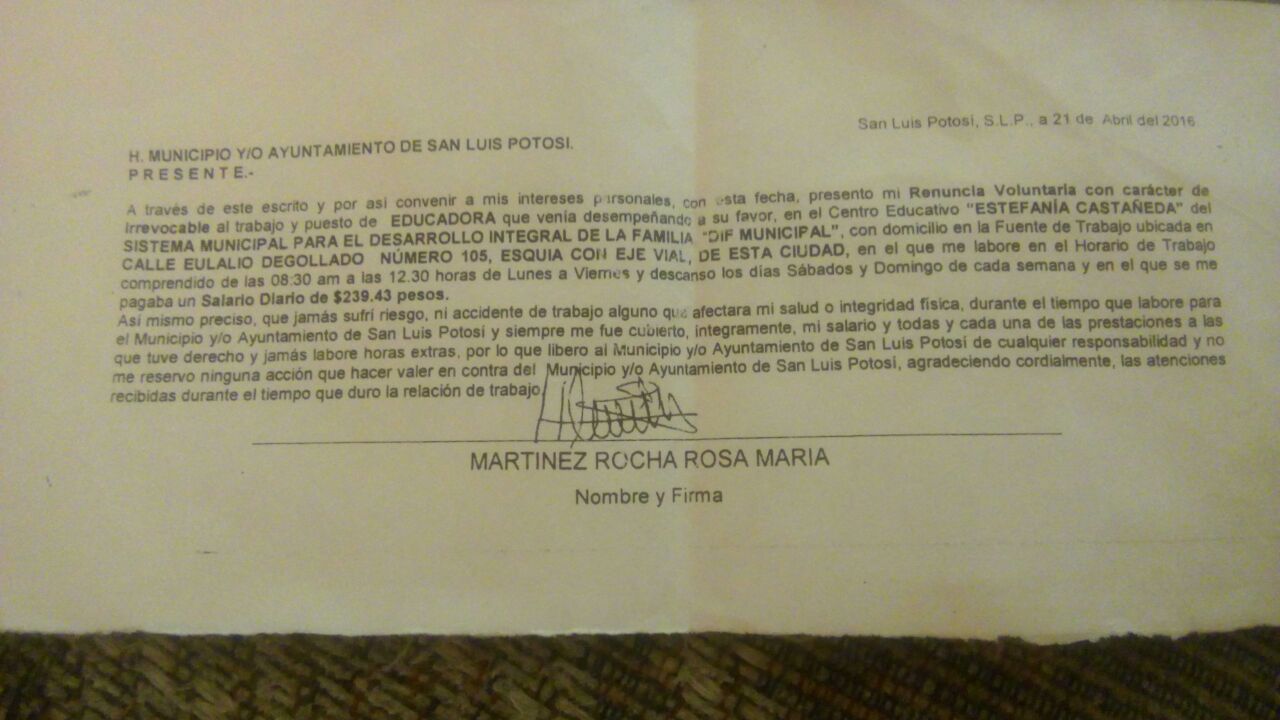 San Luis Potosí, S.L.P., a 21 de Abril del 2016
H. MUNICIPIO Y/O AYUNTAMIENTO DE SAN LUIS POTOSI.
P R E S E N T E.-
A través de este escrito y por así convenir a mis intereses personales, con esta fecha, presento mi Renuncia Voluntaria con carácter de
Irrevocable al trabajo y puesto de EDUCADORA que venía desempeñando a su favor, en el Centro Educativo "ESTEFANÍA CASTAÑEDA" del
SISTEMA MUNICIPAL PARA EL DESARROLLO INTEGRAL DE LA FAMILIA "DIF MUNICIPAL", con domicilio en la Fuente de Trabajo ubicada en
CALLE EULALIO DEGOLLADO NÚMERO 105, ESQUIA CON EJE VIAL, DE ESTA CIUDAD, en el que me labore en el Horario de Trabajo
comprendido de las 08:30 am a las 12.30 horas de Lunes a Viernes y descanso los días Sábados y Domingo de cada semana y en el que se me
pagaba un Salario Diario de $239.43 pesos.
Así mismo preciso, que jamás sufrí riesgo, ni accidente de trabajo alguno que afectara mi salud o integridad física, durante el tiempo que labore para
el Municipio y/o Ayuntamiento de San Luis Potosí y siempre me fue cubierto, íntegramente, mi salario y todas y cada una de las prestaciones a las
que tuve derecho y jamás labore horas extras, por lo que libero al Municipio y/o Ayuntamiento de San Luis Potosí de cualquier responsabilidad y no
me reservo ninguna acción que hacer valer en contra del Municipio y/o Ayuntamiento de San Luis Potosí, agradeciendo cordialmente, las atenciones
recibidas durante el tiempo que duro la relación de trabajo
MARTINEZ ROCHA ROSA MARIA
Nombre y Firma